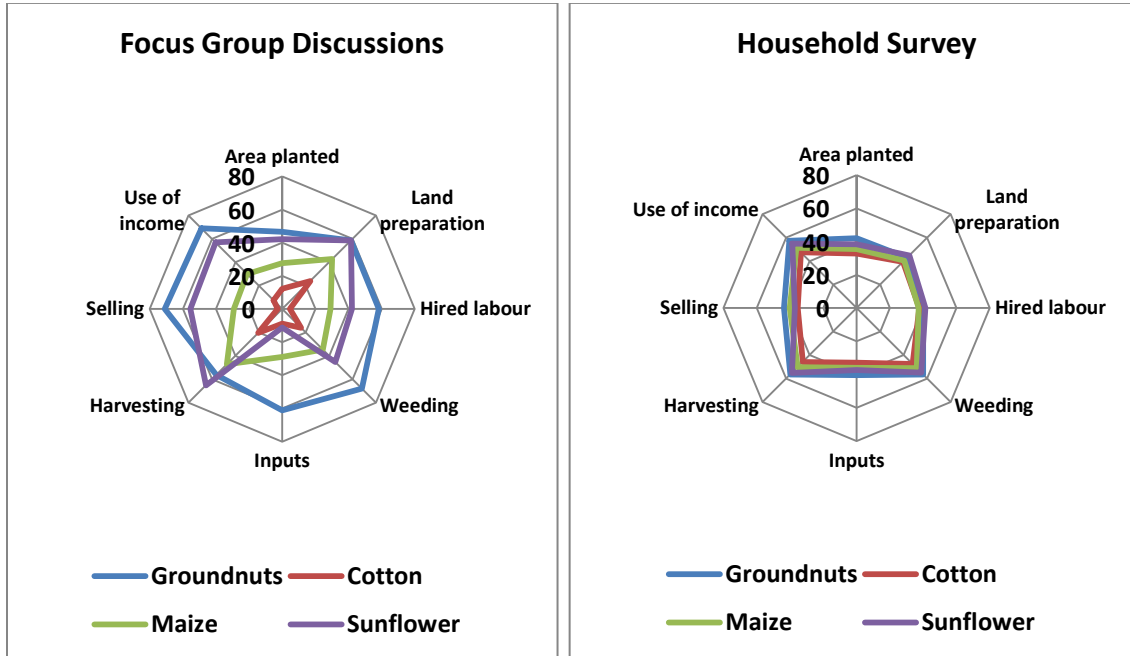 Focus Group Discussions
Area planted
80
60
40
20
0
Land
preparation
Hired labour
Weeding
Inputs
Harvesting
Selling
Use of
income
Groundnuts
Cotton
Maize
Sunflower
Household Survey
Area planted
80
60
40
20
0
Land
preparation
Hired labour
Weeding
Inputs
Harvesting
Selling
Use of income
Groundnuts
Cotton
Maize
Sunflower